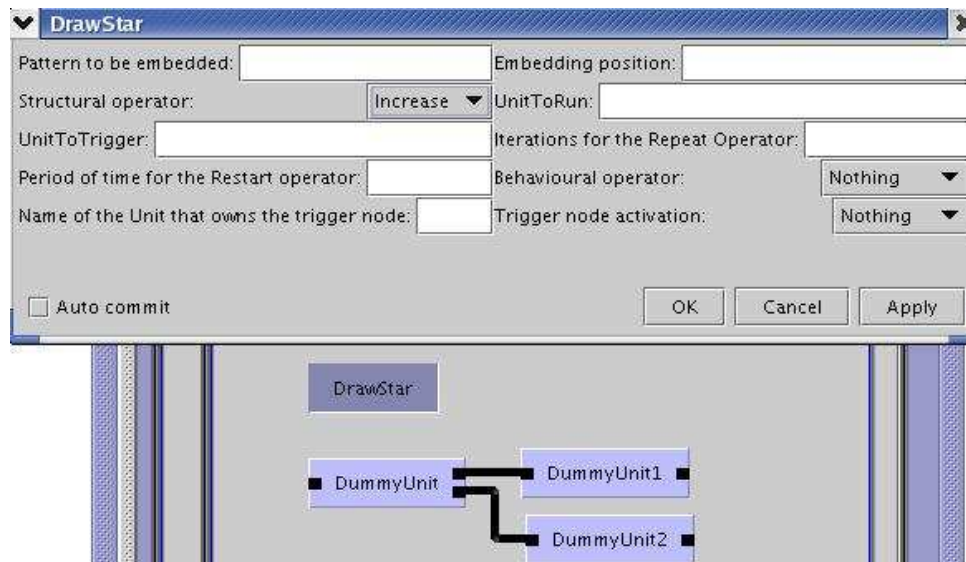 DrawStar
Pattern to be embedded: Embedding position:
Structural operator: Increase UnitToRun:
UnitToTrigger: Iterations for the Repeat Operator:
Period of time for the Restart operator: Behavioural operator: Nothing
Name of the Unit that owns the trigger node: Trigger node activation: Nothing
Auto commit OK Cancel Apply
DrawStar
DummyUnit DummyUnit1
DummyUnit2